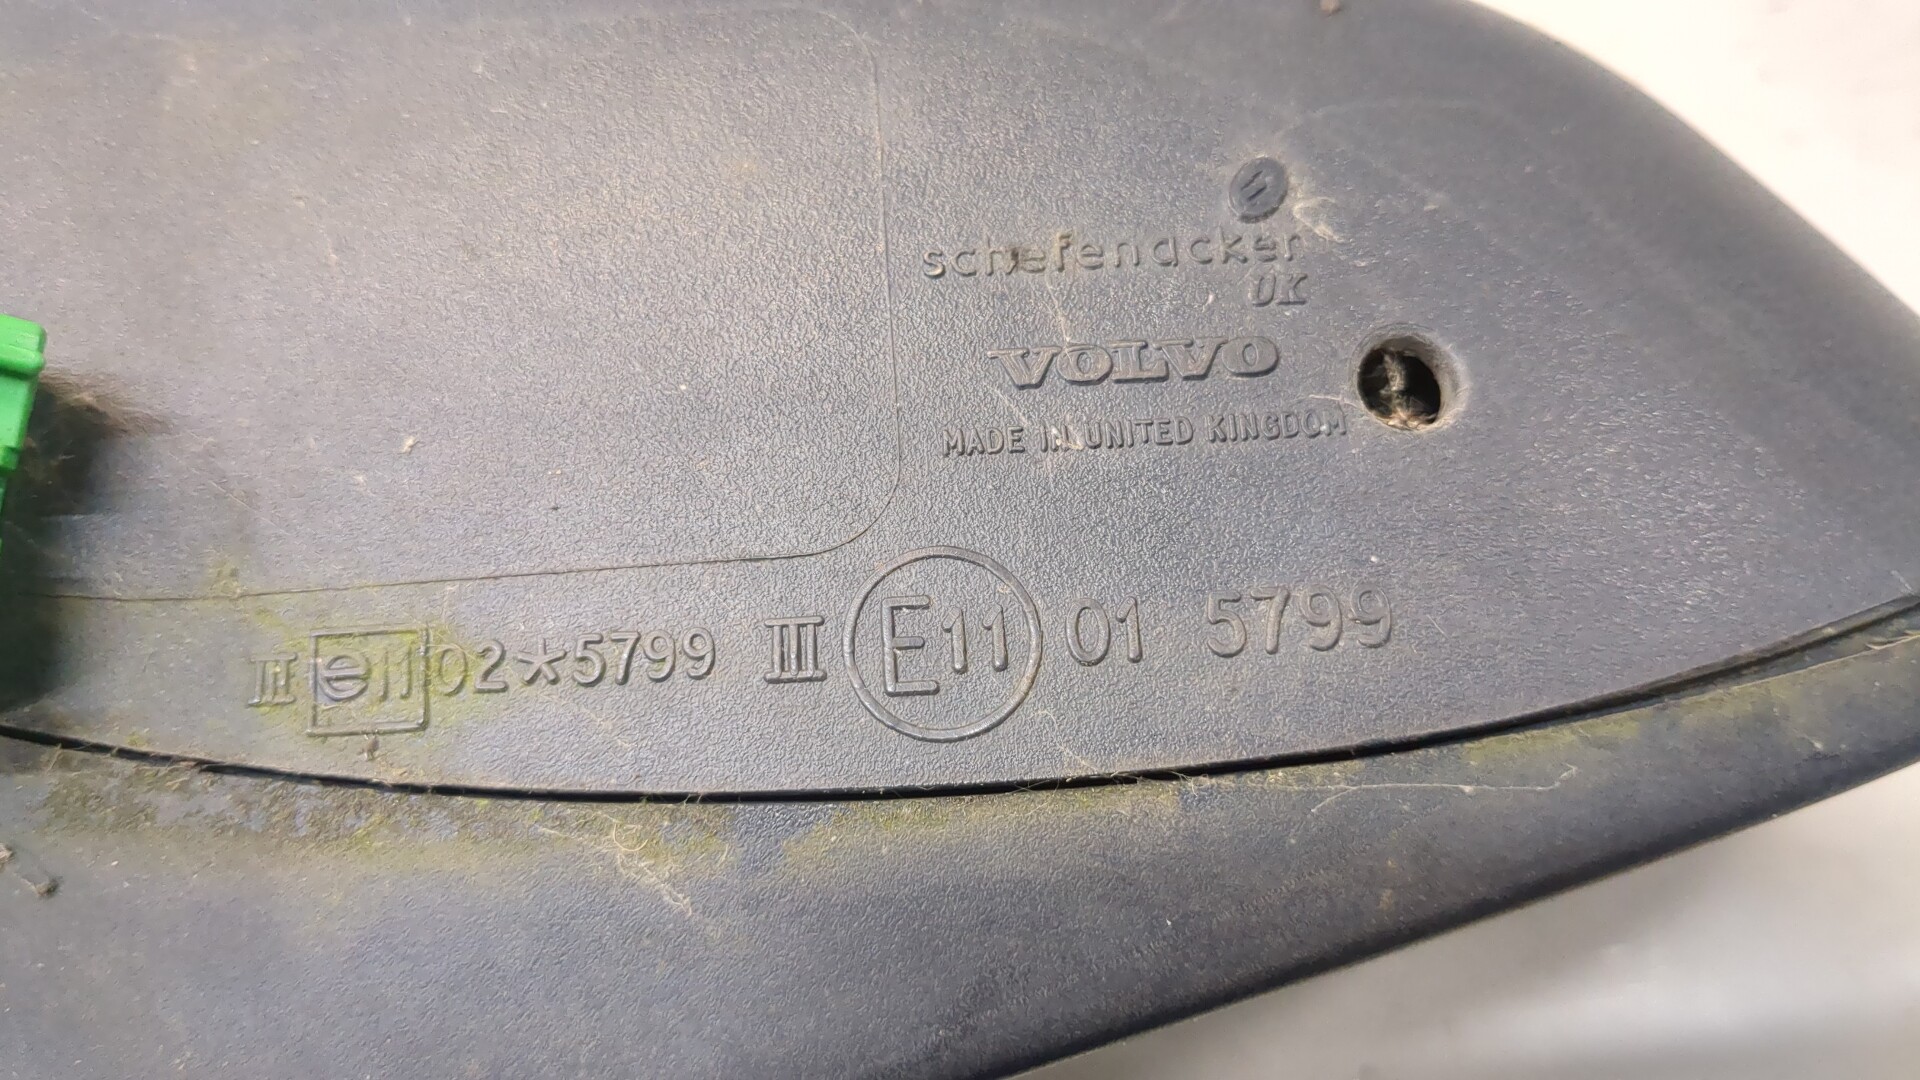 schefenacker
UK
VOLVO
MADE IN UNITED KINGDOM
II e11 02*5799 III E11 01 5799